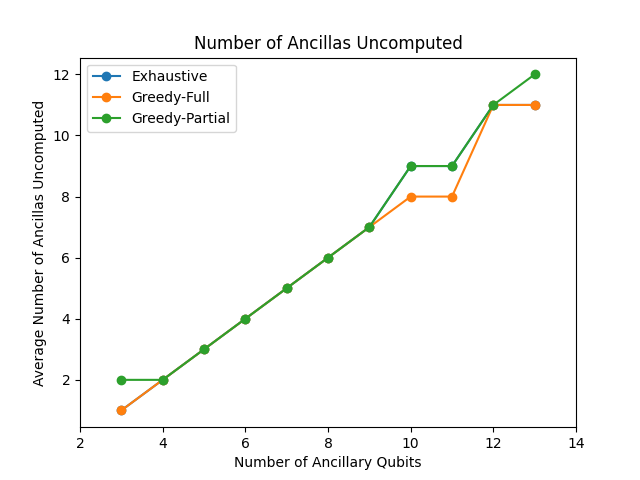 Number of Ancillas Uncomputed
Exhaustive
Greedy-Full
Greedy-Partial
Average Number of Ancillas Uncomputed
12
10
8
6
4
2
2
4
6
8
10
12
14
Number of Ancillary Qubits